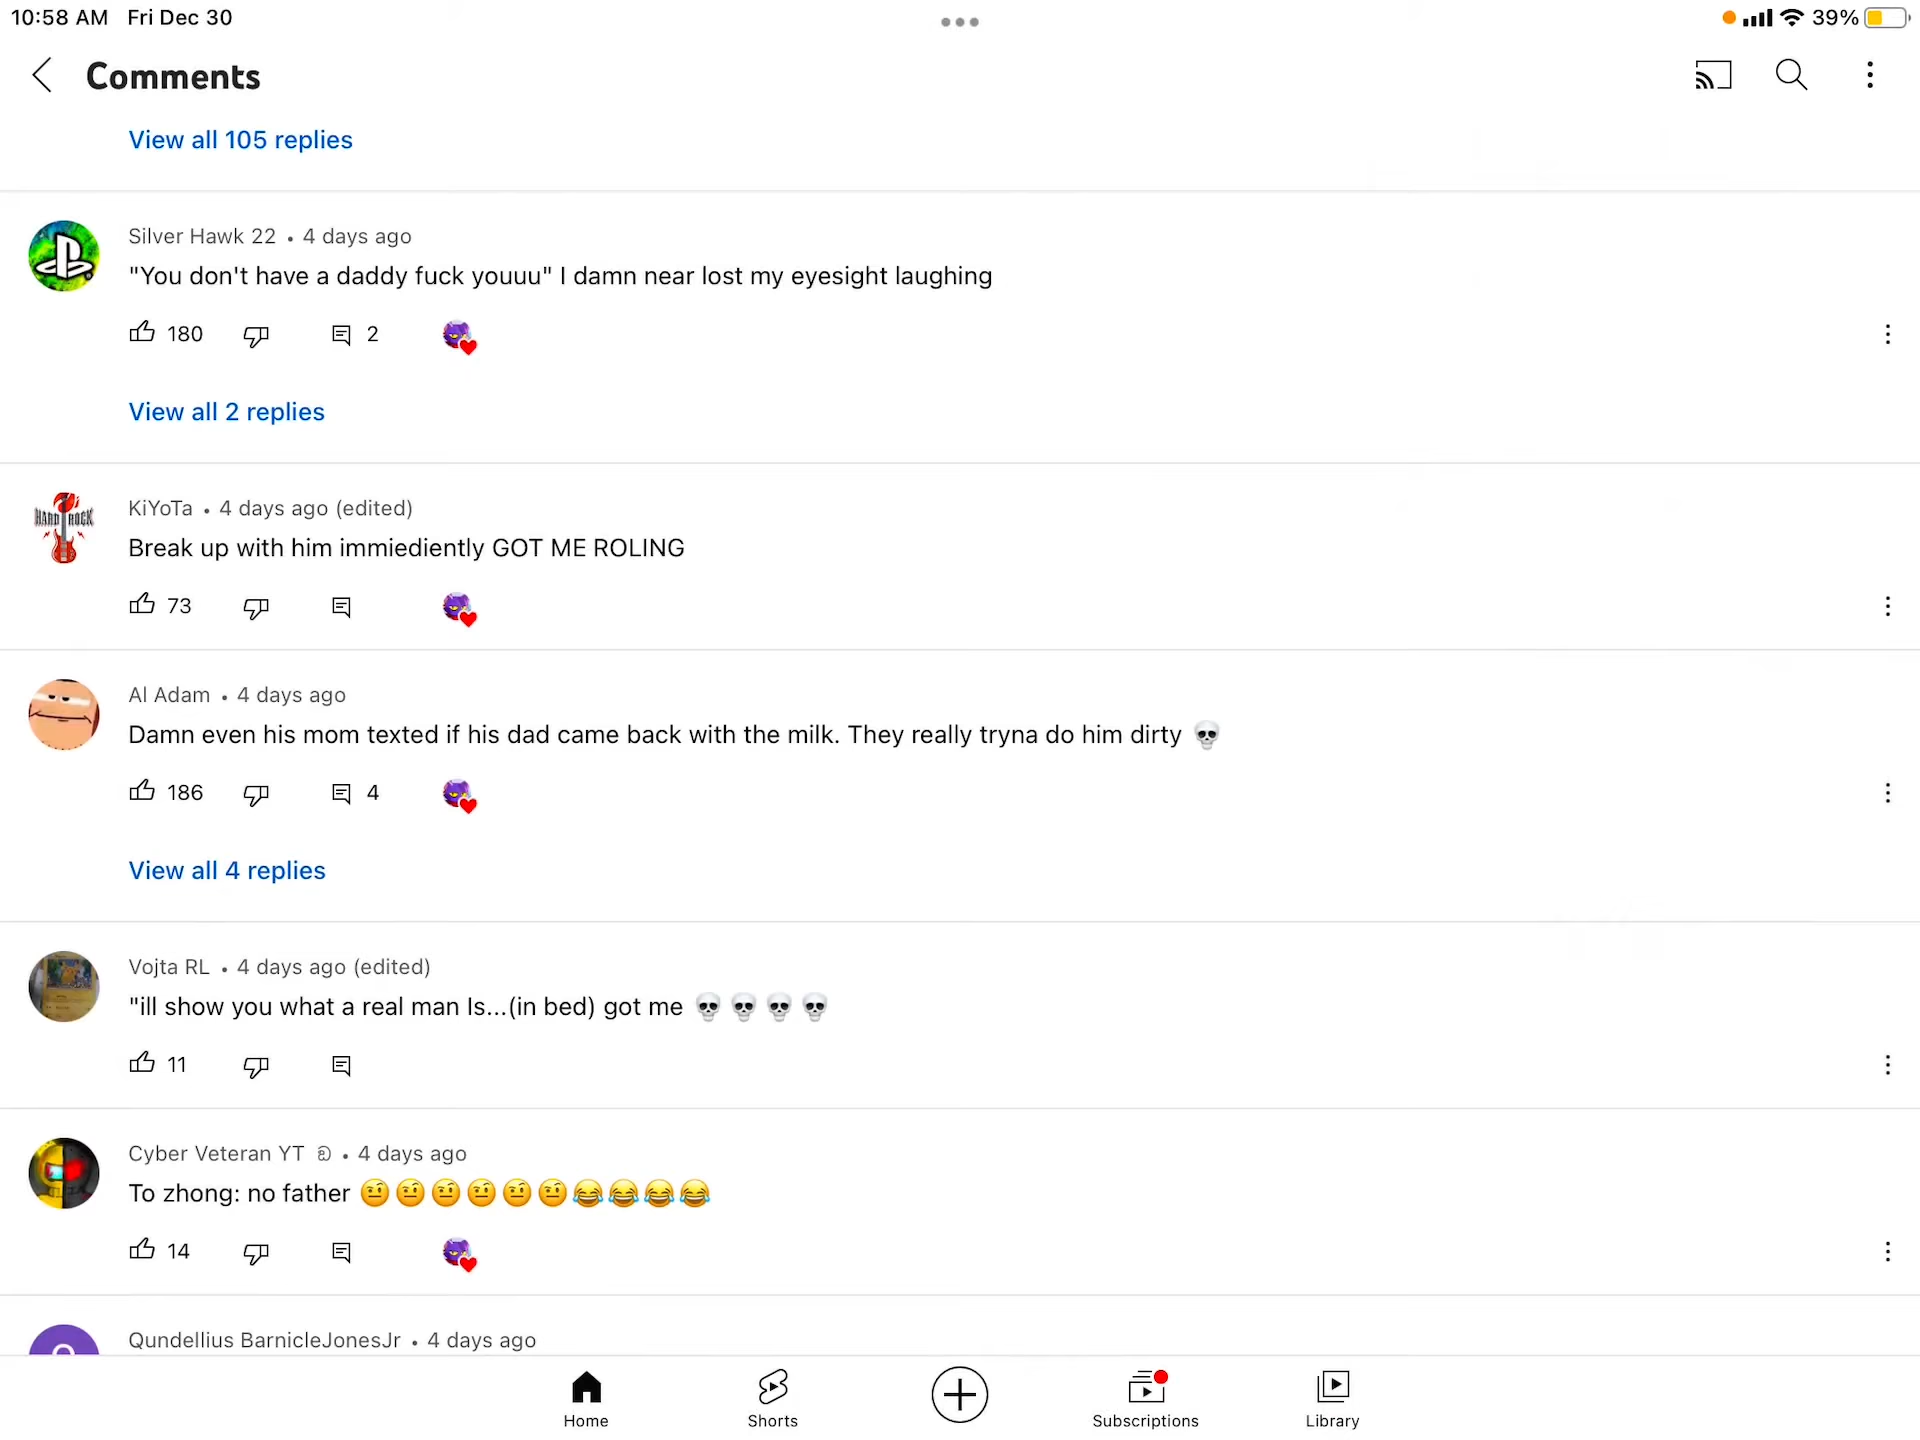 10:58 AM Fri Dec 30
39%
Comments
View all 105 replies
Silver Hawk 22 • 4 days ago
"You don't have a daddy fuck youuu" I damn near lost my eyesight laughing
180 2
View all 2 replies
HARD ROCK
KiYoTa • 4 days ago (edited)
Break up with him immiediently GOT ME ROLING
73
Al Adam • 4 days ago
Damn even his mom texted if his dad came back with the milk. They really tryna do him dirty 💀
186 4
View all 4 replies
Vojta RL • 4 days ago (edited)
"ill show you what a real man Is...(in bed) got me 💀💀💀💀
11
Cyber Veteran YT • 4 days ago
To zhong: no father 🤨🤨🤨🤨🤨🤨😂😂😂😂
14
Qundellius BarnicleJonesJr • 4 days ago
Home Shorts Subscriptions Library